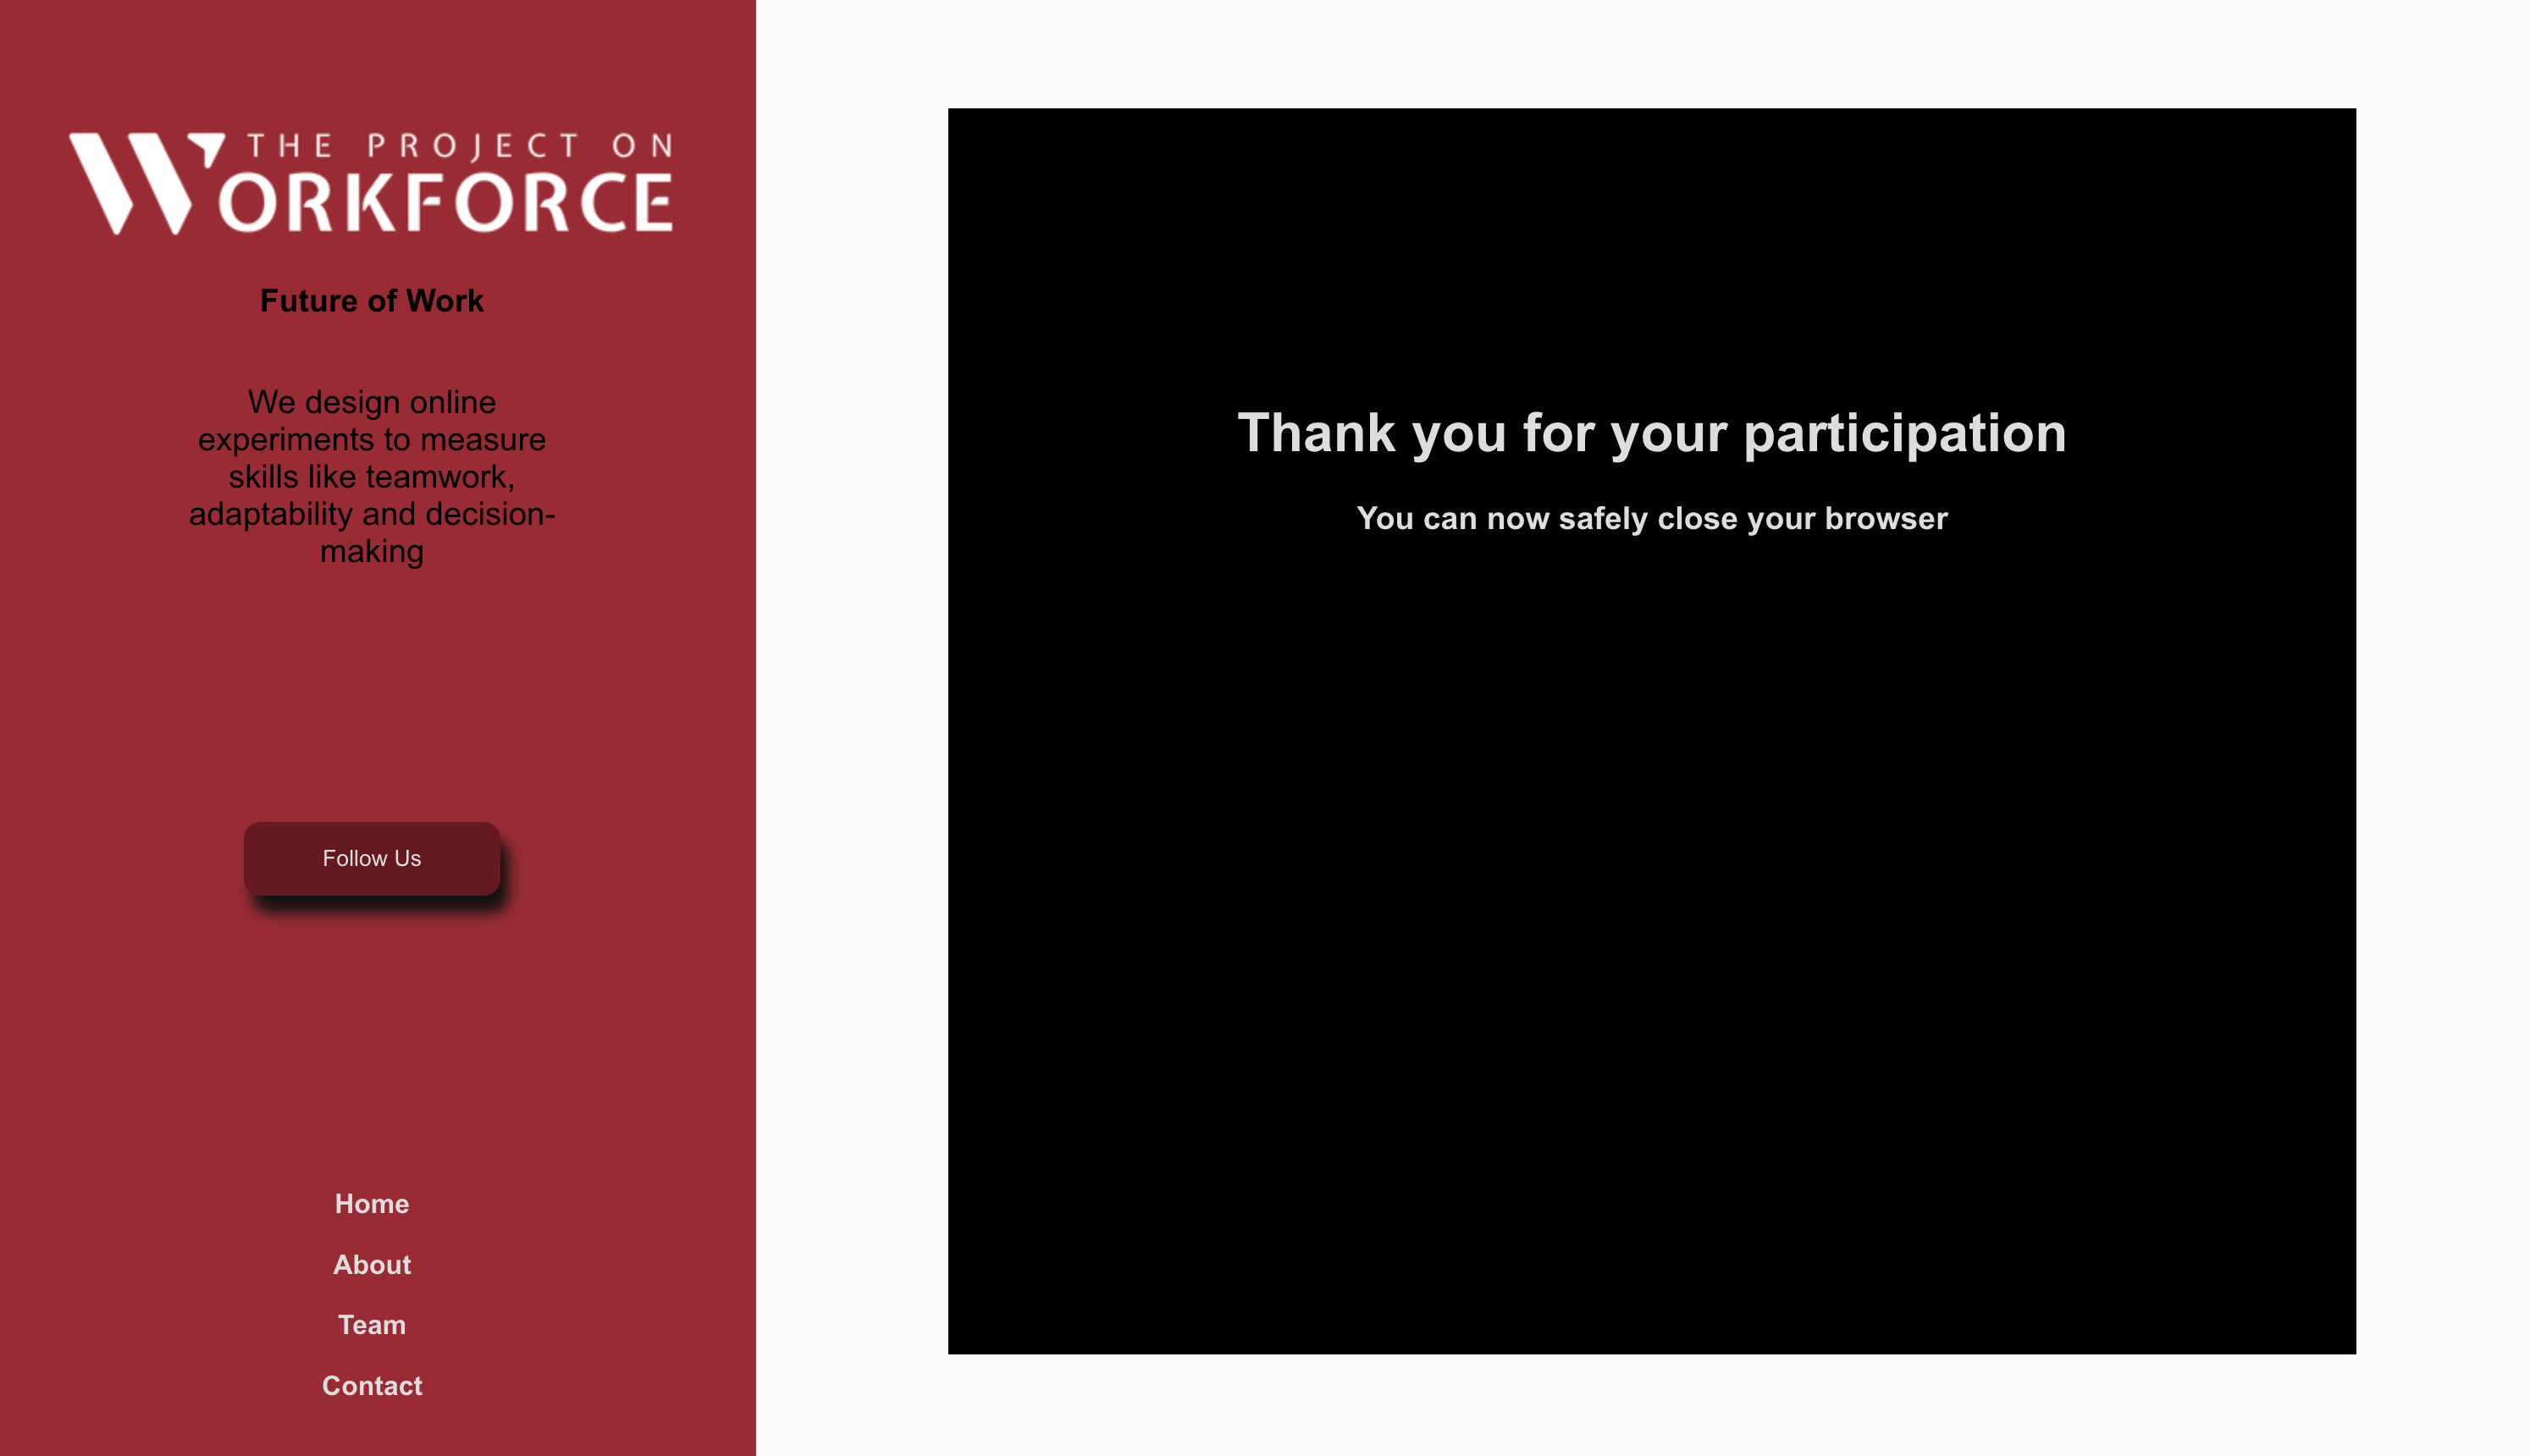 THE PROJECT ON
WORKFORCE
Future of Work
We design online
experiments to measure
skills like teamwork,
adaptability and decision-
making
Follow Us
Home
About
Team
Contact
Thank you for your participation
You can now safely close your browser